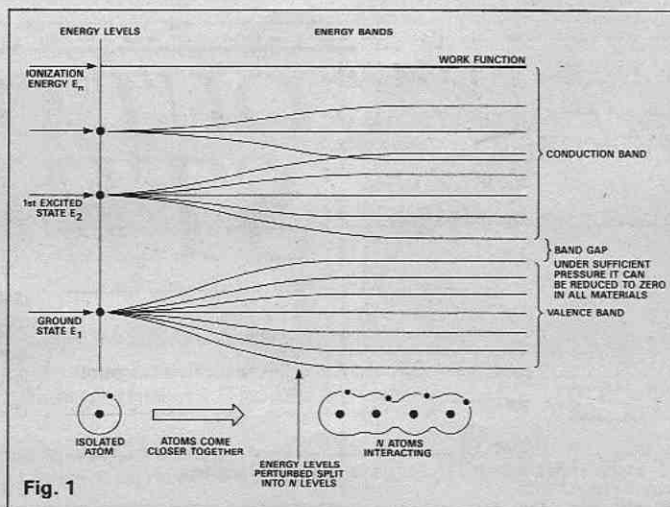 ENERGY LEVELS
ENERGY BANDS
WORK FUNCTION
IONIZATION
ENERGY En
CONDUCTION BAND
1st EXCITED
STATE E2
BAND GAP
UNDER SUFFICIENT
PRESSURE IT CAN
BE REDUCED TO ZERO
IN ALL MATERIALS
GROUND
STATE E1
VALENCE BAND
ISOLATED
ATOM
ATOMS COME
CLOSER TOGETHER
N ATOMS
INTERACTING
ENERGY LEVELS
PERTURBED SPLIT
INTO N LEVELS
Fig. 1